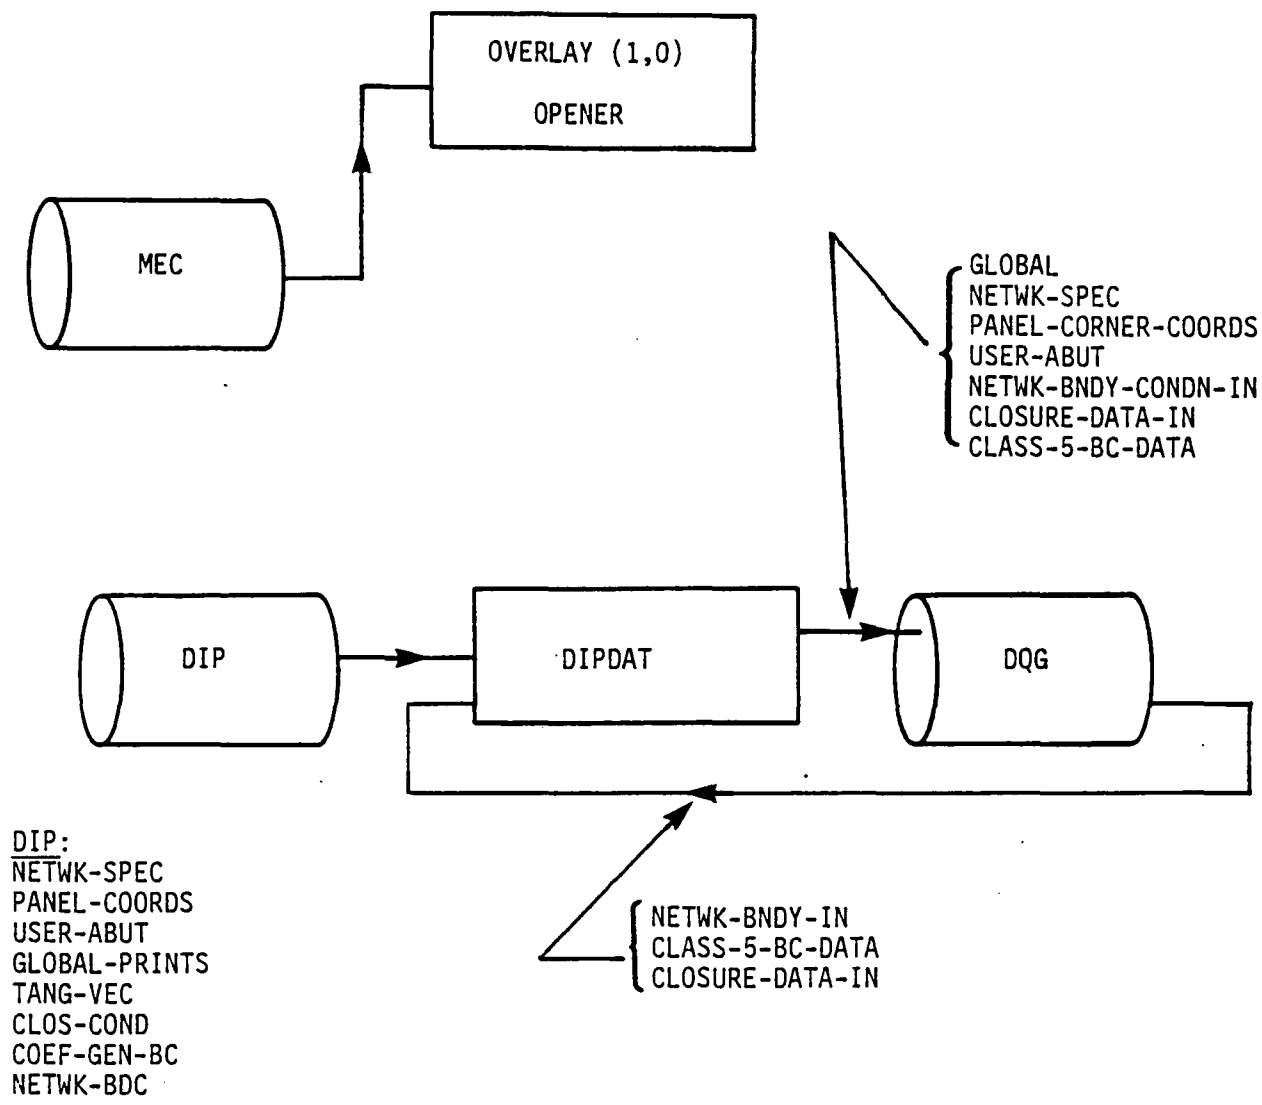 OVERLAY (1,0)
OPENER
MEC
GLOBAL
NETWK-SPEC
PANEL-CORNER-COORDS
USER-ABUT
NETWK-BNDY-CONDN-IN
CLOSURE-DATA-IN
CLASS-5-BC-DATA
DIP
DIPDAT
DQG
DIP:
NETWK-SPEC
PANEL-COORDS
USER-ABUT
GLOBAL-PRINTS
TANG-VEC
CLOS-COND
COEF-GEN-BC
NETWK-BDC
NETWK-BNDY-IN
CLASS-5-BC-DATA
CLOSURE-DATA-IN